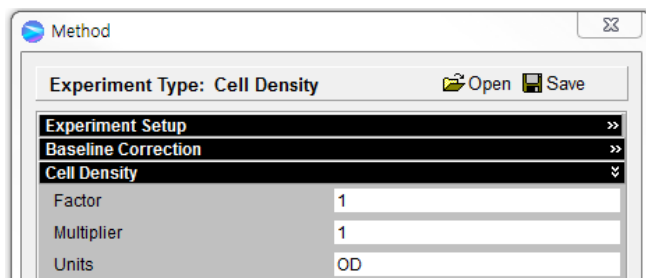 Method
Experiment Type: Cell Density Open Save
Experiment Setup »
Baseline Correction »
Cell Density
Factor 1
Multiplier 1
Units OD